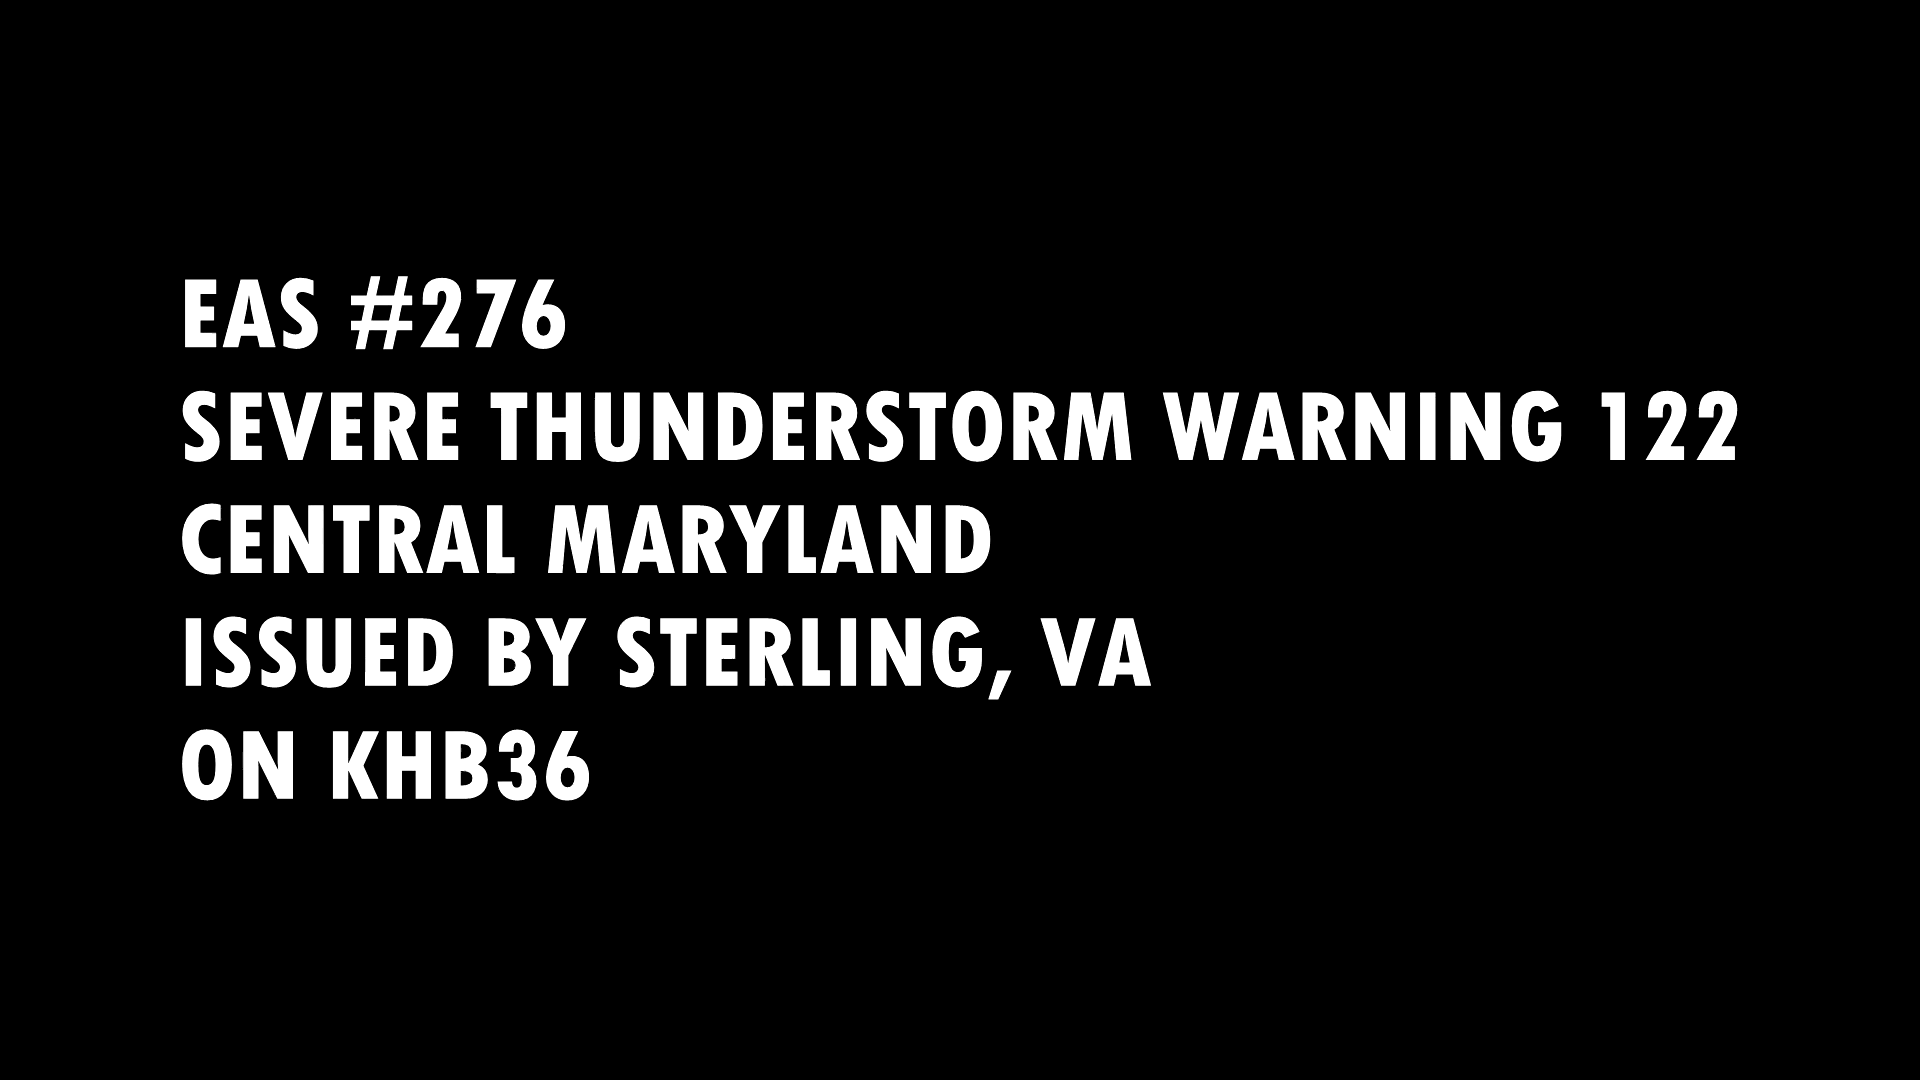 EAS #276
SEVERE THUNDERSTORM WARNING 122
CENTRAL MARYLAND
ISSUED BY STERLING, VA
ON KHB36